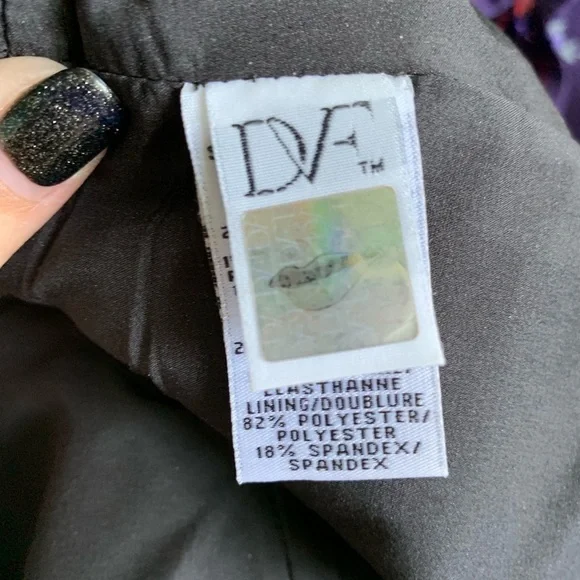 DVF™
ELASTHANNE
LINING/DOUBLURE
82% POLYESTER/
POLYESTER
18% SPANDEX/
SPANDEX